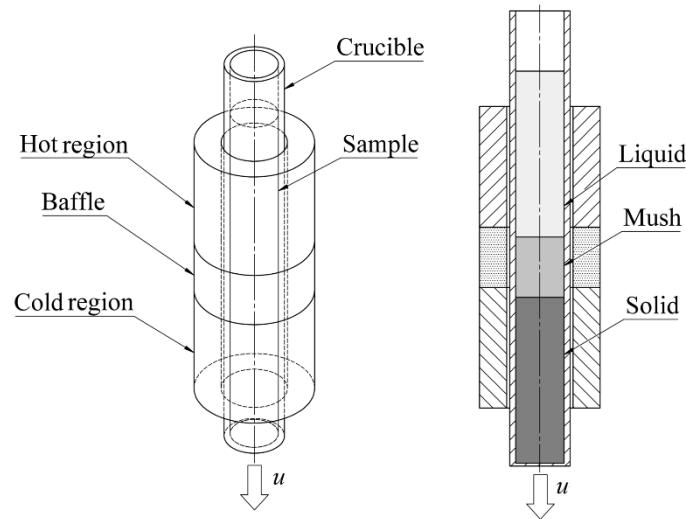 Crucible
Hot region
Sample
Baffle
Cold region
u
Liquid
Mush
Solid
u